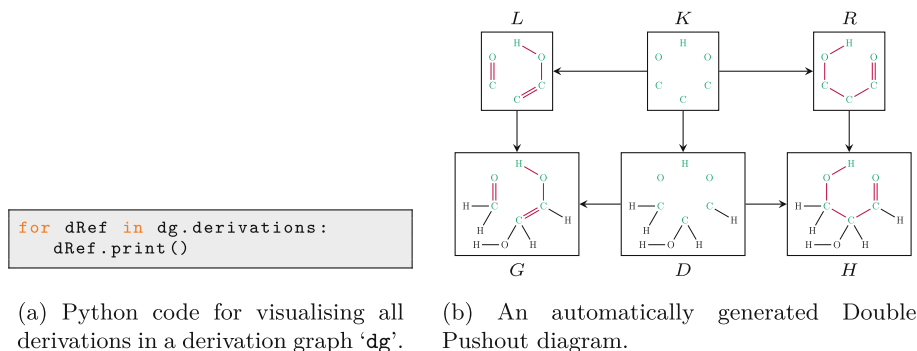 L K R
H H H
O O O O O O
C C C C C C
C C C
H H H
O O O O O O
H C C H C H C C
H C H C H C H
H O H H O H H O H
G D H
for dRef in dg.derivations:
dRef.print()
(a) Python code for visualising all
derivations in a derivation graph ‘dg’.
(b) An automatically generated Double
Pushout diagram.